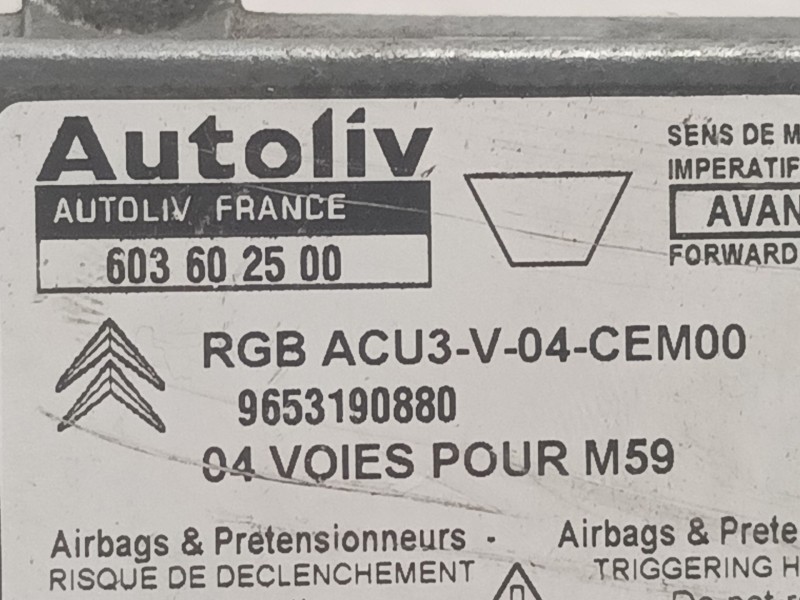 Autoliv
AUTOLIV FRANCE
603 60 25 00
SENS DE M
IMPERATIF
AVAN
FORWARD
RGB ACU3-V-04-CEM00
9653190880
04 VOIES POUR M59
Airbags & Pretensionneurs -
RISQUE DE DECLENCHEMENT
Airbags & Prete
TRIGGERING H